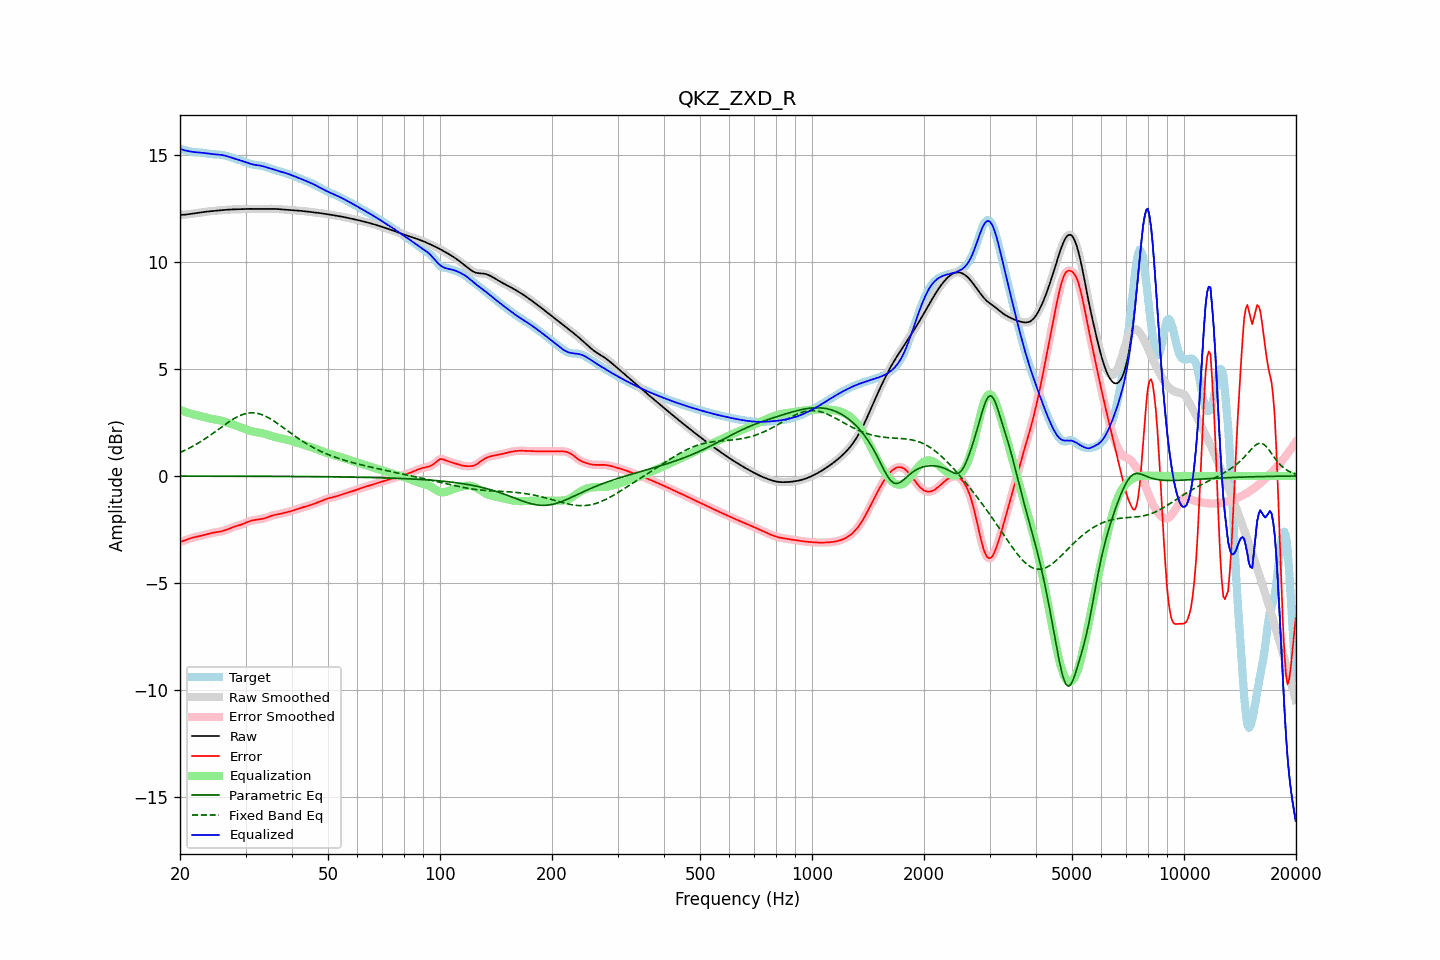 QKZ_ZXD_R
Amplitude (dBr)
15
10
5
0
−5
−10
−15
Target
Raw Smoothed
Error Smoothed
Raw
Error
Equalization
Parametric Eq
Fixed Band Eq
Equalized
20 50 100 200 500 1000 2000 5000 10000 20000
Frequency (Hz)